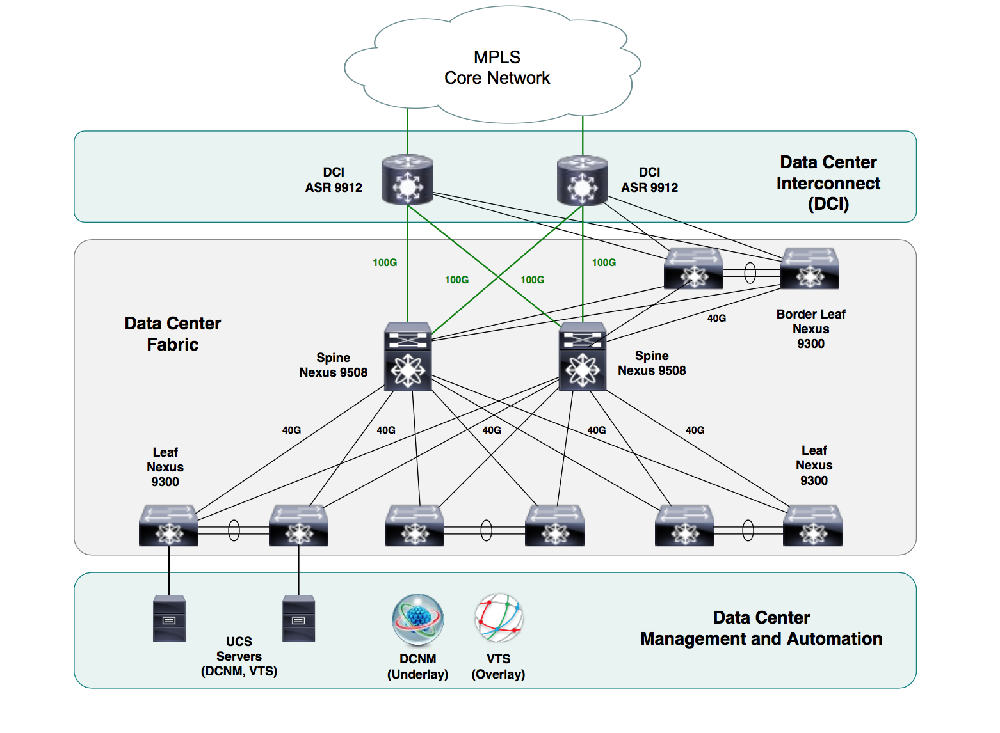 MPLS
Core Network
DCI
ASR 9912
DCI
ASR 9912
Data Center
Interconnect
(DCI)
100G
100G
100G
100G
Data Center
Fabric
40G
Border Leaf
Nexus
9300
Spine
Nexus 9508
Spine
Nexus 9508
40G
40G
40G
40G
40G
Leaf
Nexus
9300
Leaf
Nexus
9300
UCS
Servers
(DCNM, VTS)
DCNM
(Underlay)
VTS
(Overlay)
Data Center
Management and Automation